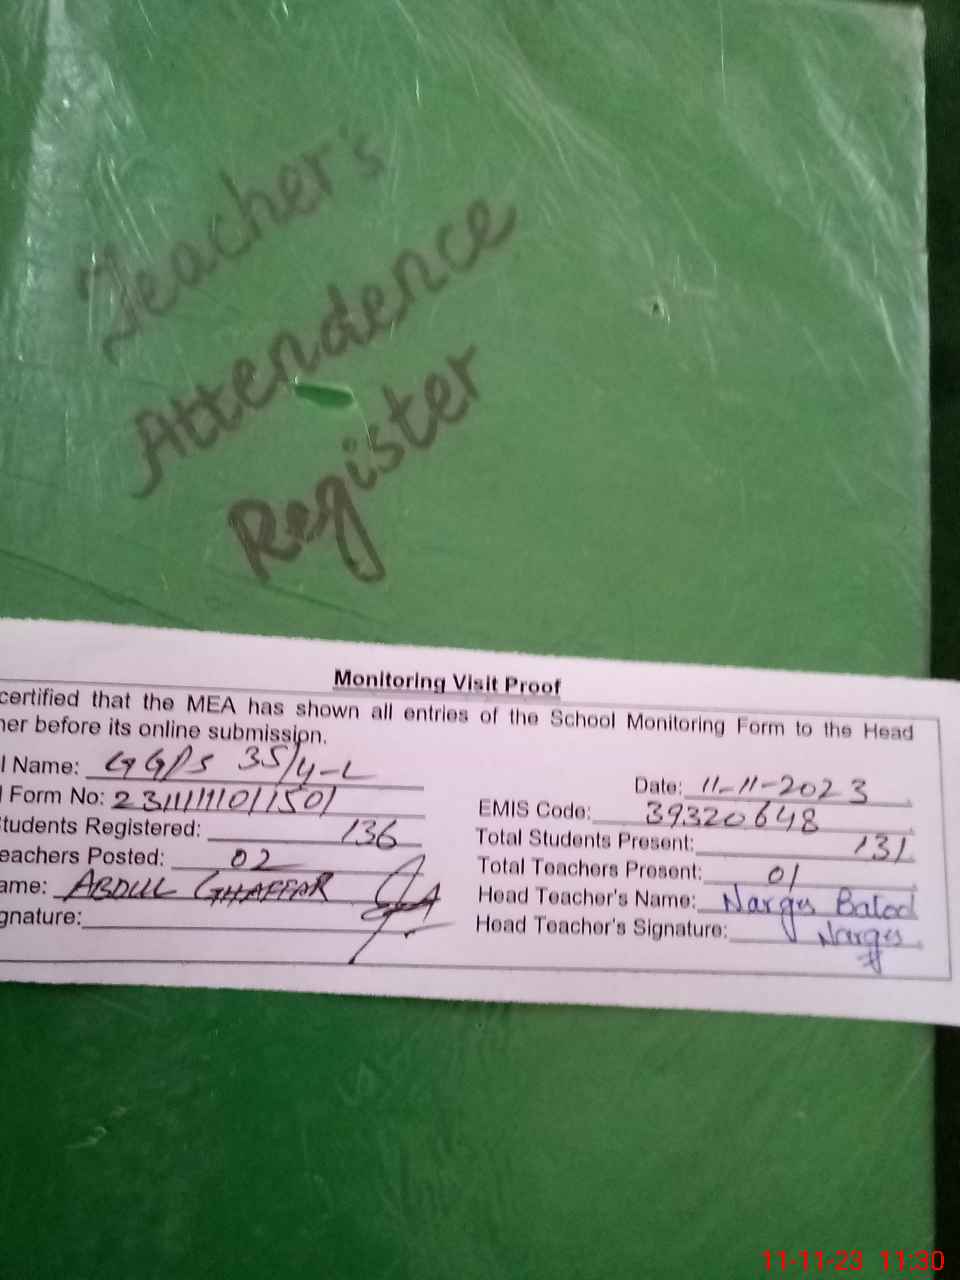 Teacher's
Attendence
Register
Monitoring Visit Proof
certified that the MEA has shown all entries of the School Monitoring Form to the Head
her before its online submission.
l Name: GGPS 35/4-L
Date: 11-11-2023
Form No:
EMIS Code: 39320648
tudents Registered: 136
Total Students Present: 131
eachers Posted: 02
Total Teachers Present: 01
ame: ABDUL GHAFFAR
Head Teacher's Name: Nargis
gnature:
Head Teacher's Signature: Nargis
11-11-23 11:30